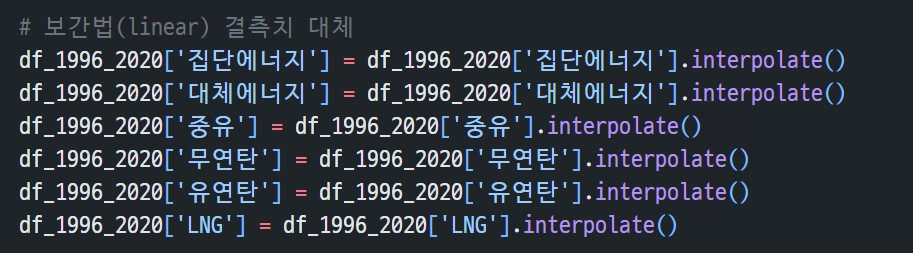 # 보간법(linear) 결측치 대체
df_1996_2020['집단에너지'] = df_1996_2020['집단에너지'].interpolate()
df_1996_2020['대체에너지'] = df_1996_2020['대체에너지'].interpolate()
df_1996_2020['중유'] = df_1996_2020['중유'].interpolate()
df_1996_2020['무연탄'] = df_1996_2020['무연탄'].interpolate()
df_1996_2020['유연탄'] = df_1996_2020['유연탄'].interpolate()
df_1996_2020['LNG'] = df_1996_2020['LNG'].interpolate()